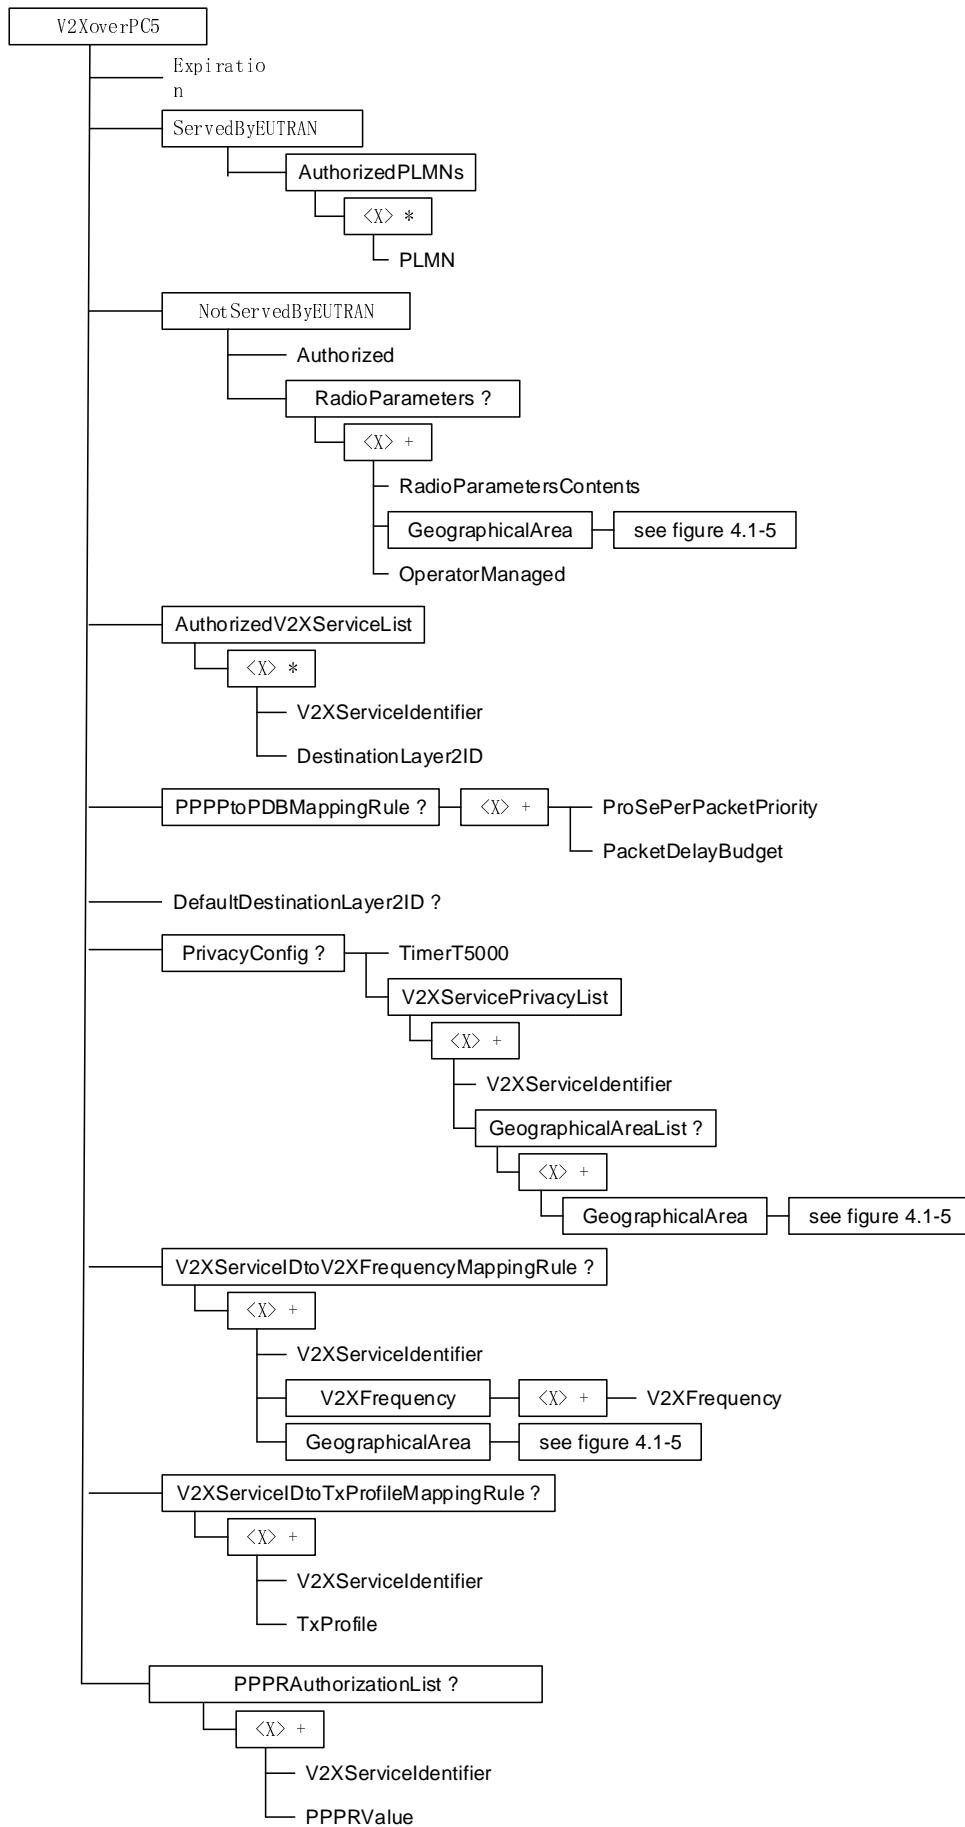 V2XoverPC5
Expiratio
n
ServedByEUTRAN
AuthorizedPLMNs
<X> *
PLMN
NotServedByEUTRAN
Authorized
RadioParameters ?
<X> +
RadioParametersContents
GeographicalArea see figure 4.1-5
OperatorManaged
AuthorizedV2XServiceList
<X> *
V2XServiceIdentifier
DestinationLayer2ID
PPPPtoPDBMappingRule ? <X> + ProSePerPacketPriority
PacketDelayBudget
DefaultDestinationLayer2ID ?
PrivacyConfig ? TimerT5000
V2XServicePrivacyList
<X> +
V2XServiceIdentifier
GeographicalAreaList ?
<X> +
GeographicalArea see figure 4.1-5
V2XServiceIDtoV2XFrequencyMappingRule ?
<X> +
V2XServiceIdentifier
V2XFrequency <X> + V2XFrequency
GeographicalArea see figure 4.1-5
V2XServiceIDtoTxProfileMappingRule ?
<X> +
V2XServiceIdentifier
TxProfile
PPPRAuthorizationList ?
<X> +
V2XServiceIdentifier
PPPRValue